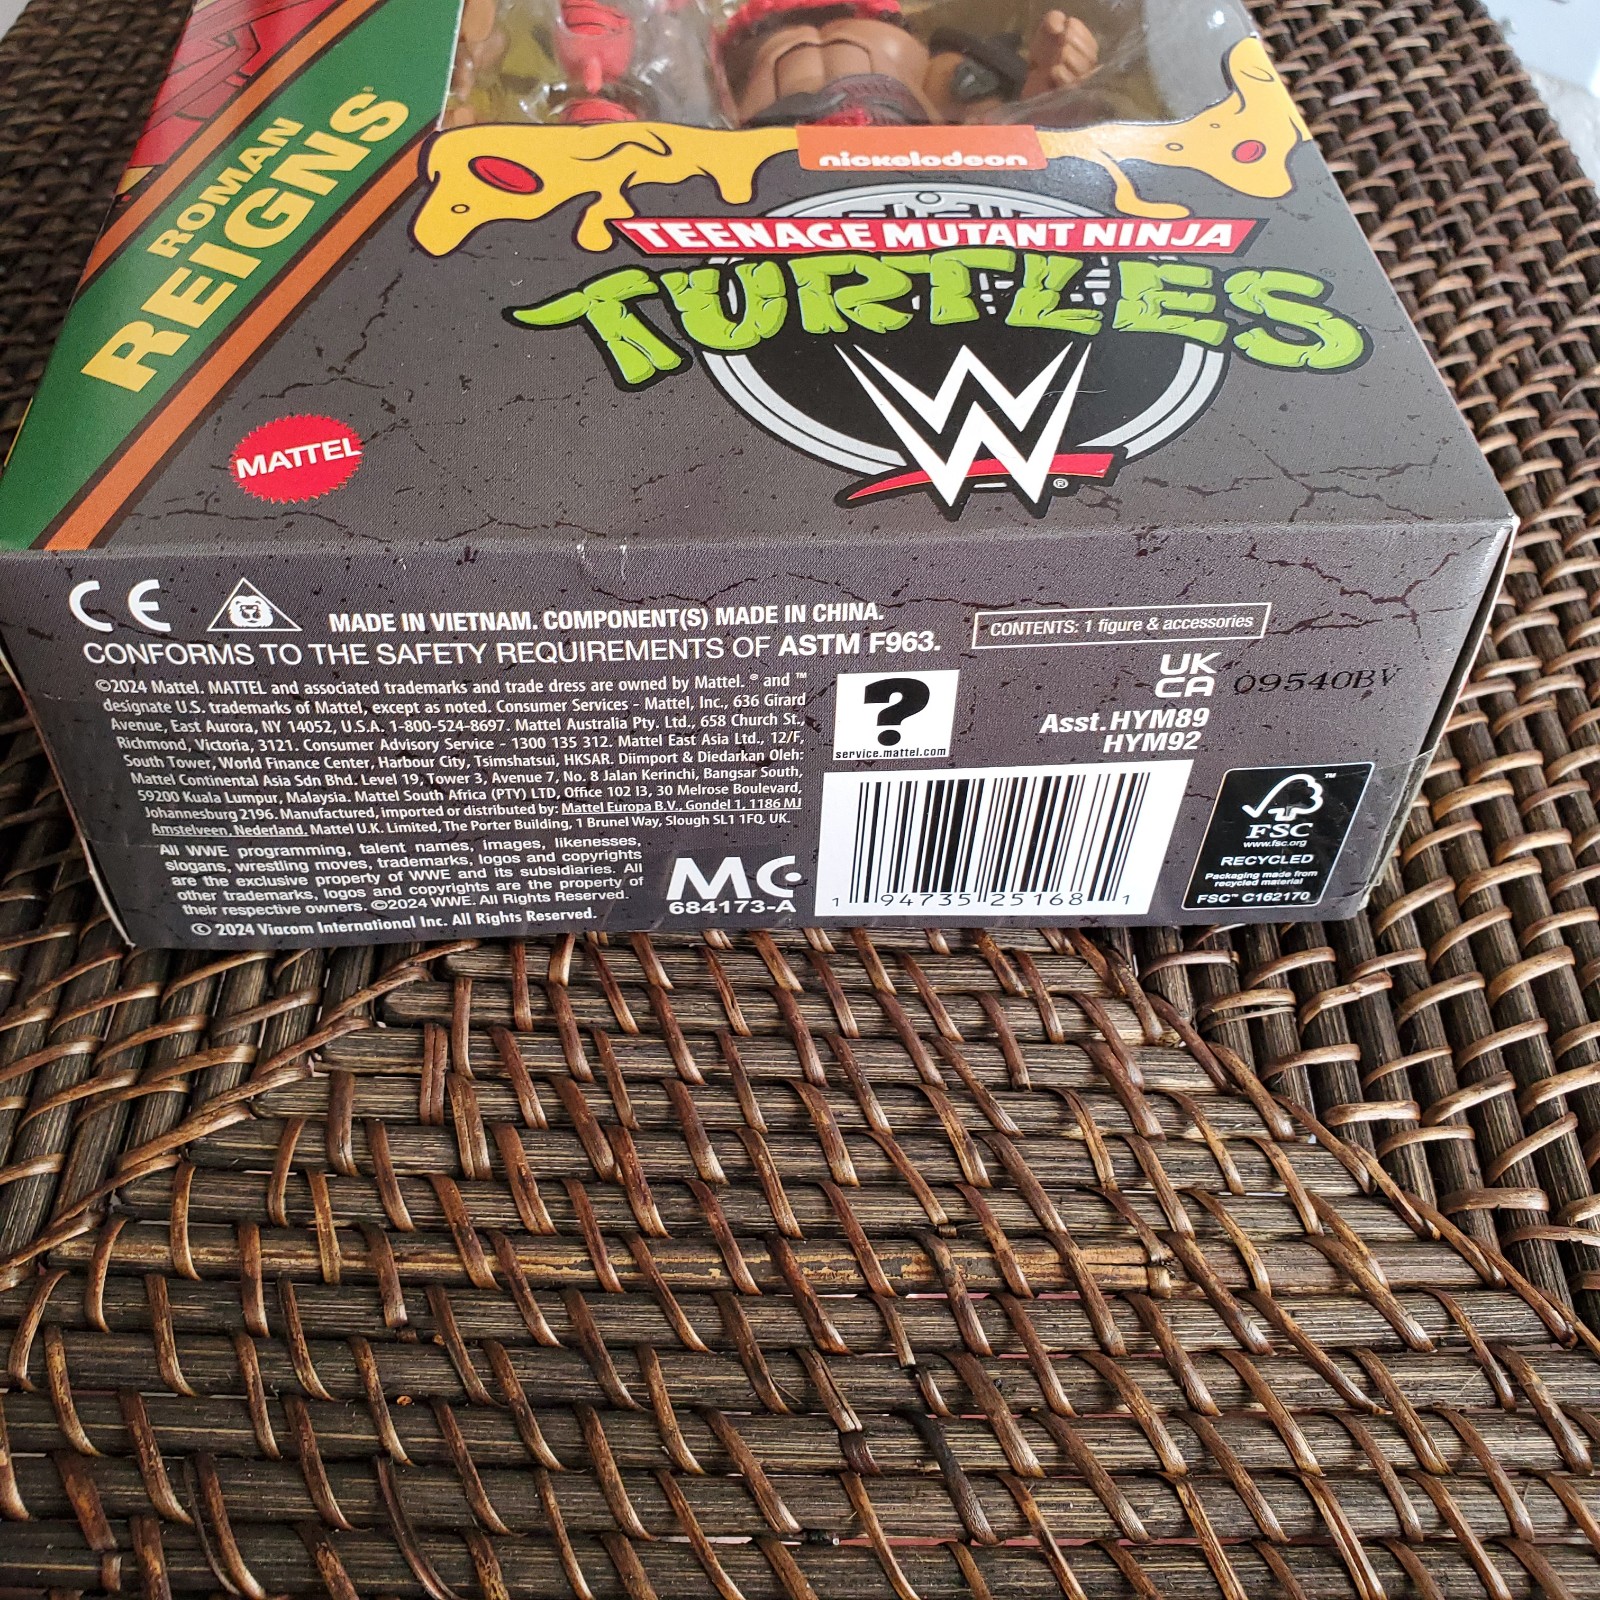 ROMAN
REIGNS
nickelodeon
TEENAGE MUTANT NINJA
TURTLES
W
®
MATTEL
CE
MADE IN VIETNAM. COMPONENT(S) MADE IN CHINA.
CONFORMS TO THE SAFETY REQUIREMENTS OF ASTM F963.
CONTENTS: 1 figure & accessories
©2024 Mattel. MATTEL and associated trademarks and trade dress are owned by Mattel. ® and ™
designate U.S. trademarks of Mattel, except as noted. Consumer Services - Mattel, Inc., 636 Girard
Avenue, East Aurora, NY 14052, U.S.A. 1-800-524-8697. Mattel Australia Pty. Ltd., 658 Church St.,
Richmond, Victoria, 3121. Consumer Advisory Service - 1300 135 312. Mattel East Asia Ltd., 12/F,
South Tower, World Finance Center, Harbour City, Tsimshatsui, HKSAR. Diimport & Diedarkan Oleh:
Mattel Continental Asia Sdn Bhd. Level 19, Tower 3, Avenue 7, No. 8 Jalan Kerinchi, Bangsar South,
59200 Kuala Lumpur, Malaysia. Mattel South Africa (PTY) LTD, Office 102 I3, 30 Melrose Boulevard,
Johannesburg 2196. Manufactured, imported or distributed by: Mattel Europa B.V., Gondel 1, 1186 MJ
Amstelveen, Nederland. Mattel U.K. Limited, The Porter Building, 1 Brunel Way, Slough SL1 1FQ, UK.
All WWE programming, talent names, images, likenesses,
slogans, wrestling moves, trademarks, logos and copyrights
are the exclusive property of WWE and its subsidiaries. All
other trademarks, logos and copyrights are the property of
their respective owners. ©2024 WWE. All Rights Reserved.
© 2024 Viacom International Inc. All Rights Reserved.
MC
684173-A
?
service.mattel.com
UK
CA
09540BV
Asst. HYM89
HYM92
1 94735 25168 1
FSC
www.fsc.org
RECYCLED
Packaging made from
recycled material
FSC™ C162170